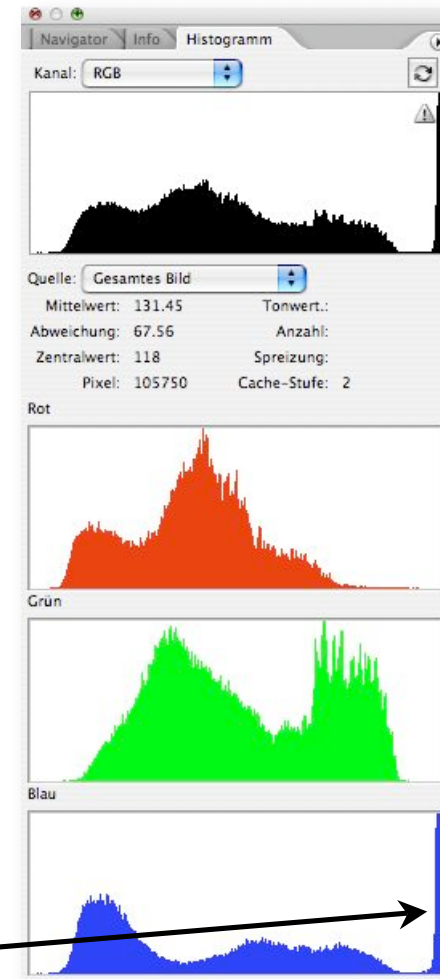 Navigator Info Histogramm
Kanal: RGB
Quelle: Gesamtes Bild
Mittelwert: 131.45 Tonwert.:
Abweichung: 67.56 Anzahl:
Zentralwert: 118 Spreizung:
Pixel: 105750 Cache-Stufe: 2
Rot
Grün
Blau